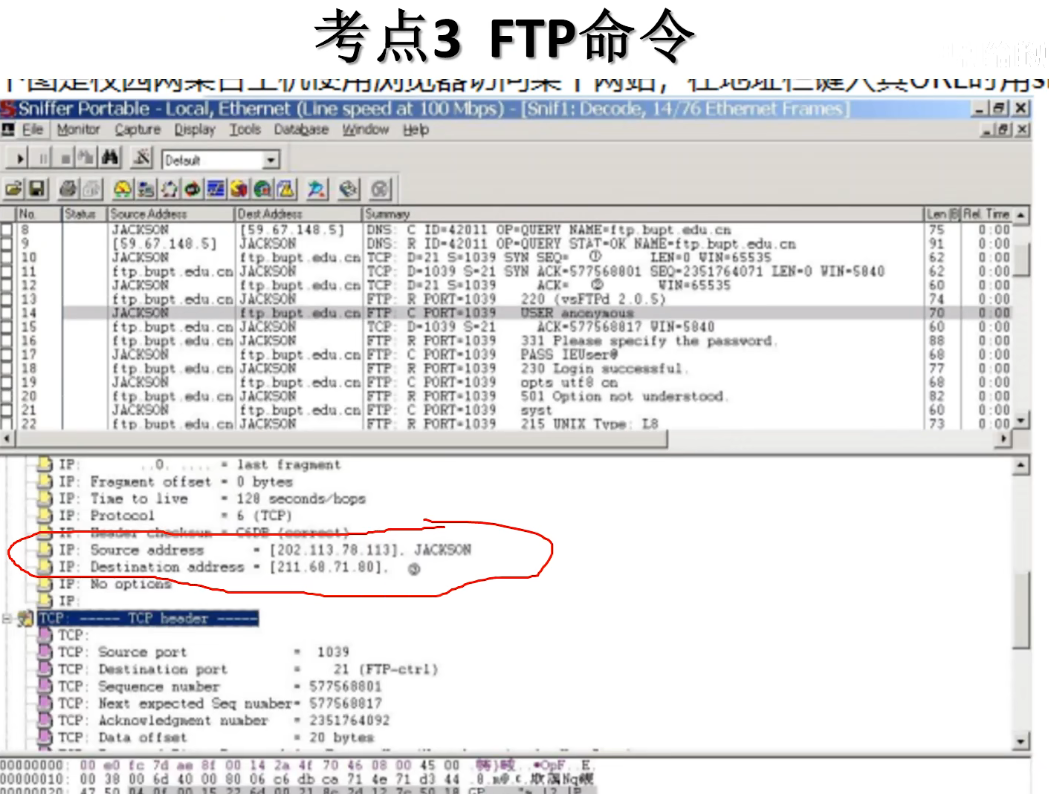 考点3 FTP命令
下图是校园网某台主机使用浏览器访问某个网站，在地址栏键入其URL时用s
Sniffer Portable - Local, Ethernet (Line speed at 100 Mbps) - [Snif1: Decode, 14/76 Ethernet Frames]
File Monitor Capture Display Tools Database Window Help
Default
No. Status Source Address Dest Address Summary Len (B Rel. Time
8 JACKSON [59.67.148.5] DNS: C ID=42011 OP=QUERY NAME=ftp.bupt.edu.cn 75 0:00
9 [59.67.148.5] JACKSON DNS: R ID=42011 OP=QUERY STAT=OK NAME=ftp.bupt.edu.cn 91 0:00
10 JACKSON ftp.bupt.edu.cn TCP: D=21 S=1039 SYN SEQ= ① LEN=0 WIN=65535 62 0:00
11 ftp.bupt.edu.cn JACKSON TCP: D=1039 S=21 SYN ACK=577568801 SEQ=2351764071 LEN=0 WIN=5840 62 0:00
12 JACKSON ftp.bupt.edu.cn TCP: D=21 S=1039 ACK= ② WIN=65535 60 0:00
13 ftp.bupt.edu.cn JACKSON FTP: R PORT=1039 220 (vsFTPd 2.0.5) 74 0:00
14 JACKSON ftp.bupt.edu.cn FTP: C PORT=1039 USER anonymous 70 0:00
15 ftp.bupt.edu.cn JACKSON TCP: D=1039 S=21 ACK=577568817 WIN=5840 60 0:00
16 ftp.bupt.edu.cn JACKSON FTP: R PORT=1039 331 Please specify the password. 88 0:00
17 JACKSON ftp.bupt.edu.cn FTP: C PORT=1039 PASS IEUser@ 68 0:00
18 ftp.bupt.edu.cn JACKSON FTP: R PORT=1039 230 Login successful. 77 0:00
19 JACKSON ftp.bupt.edu.cn FTP: C PORT=1039 opts utf8 on 68 0:00
20 ftp.bupt.edu.cn JACKSON FTP: R PORT=1039 501 Option not understood. 82 0:00
21 JACKSON ftp.bupt.edu.cn FTP: C PORT=1039 syst 60 0:00
22 ftp.bupt.edu.cn JACKSON FTP: R PORT=1039 215 UNIX Type: L8 73 0:00
IP: ..0. .... = last fragment
IP: Fragment offset = 0 bytes
IP: Time to live = 128 seconds/hops
IP: Protocol = 6 (TCP)
IP: Header checksum = C6DB (correct)
IP: Source address = [202.113.78.113], JACKSON
IP: Destination address = [211.68.71.80], ③
IP: No options
IP:
TCP: ----- TCP header -----
TCP:
TCP: Source port = 1039
TCP: Destination port = 21 (FTP-ctrl)
TCP: Sequence number = 577568801
TCP: Next expected Seq number= 577568817
TCP: Acknowledgment number = 2351764092
TCP: Data offset = 20 bytes
00000000: 00 e0 fc 7d ae 8f 00 14 2a 4f 70 46 08 00 45 00
00000010: 00 38 00 6d 40 00 80 06 c6 db ca 71 4e 71 d3 44
00000020: 47 50 04 0f 00 15 22 6d 00 21 8c 2d 12 7c 50 18